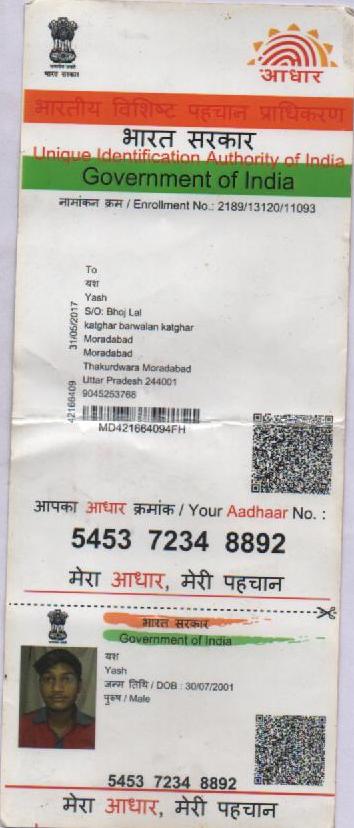 भारत सरकार
आधार
भारतीय विशिष्ट पहचान प्राधिकरण
भारत सरकार
Unique Identification Authority of India
Government of India
नामांकन क्रम / Enrollment No.: 2189/13120/11093
To
यश
Yash
S/O: Bhoj Lal
katghar barwalan katghar
Moradabad
Moradabad
Thakurdwara Moradabad
Uttar Pradesh 244001
9045253768
31/05/2017
42166409
MD421664094FH
आपका आधार क्रमांक / Your Aadhaar No. :
5453 7234 8892
मेरा आधार, मेरी पहचान
भारत सरकार
Government of India
यश
Yash
जन्म तिथि / DOB : 30/07/2001
पुरुष / Male
5453 7234 8892
मेरा आधार, मेरी पहचान